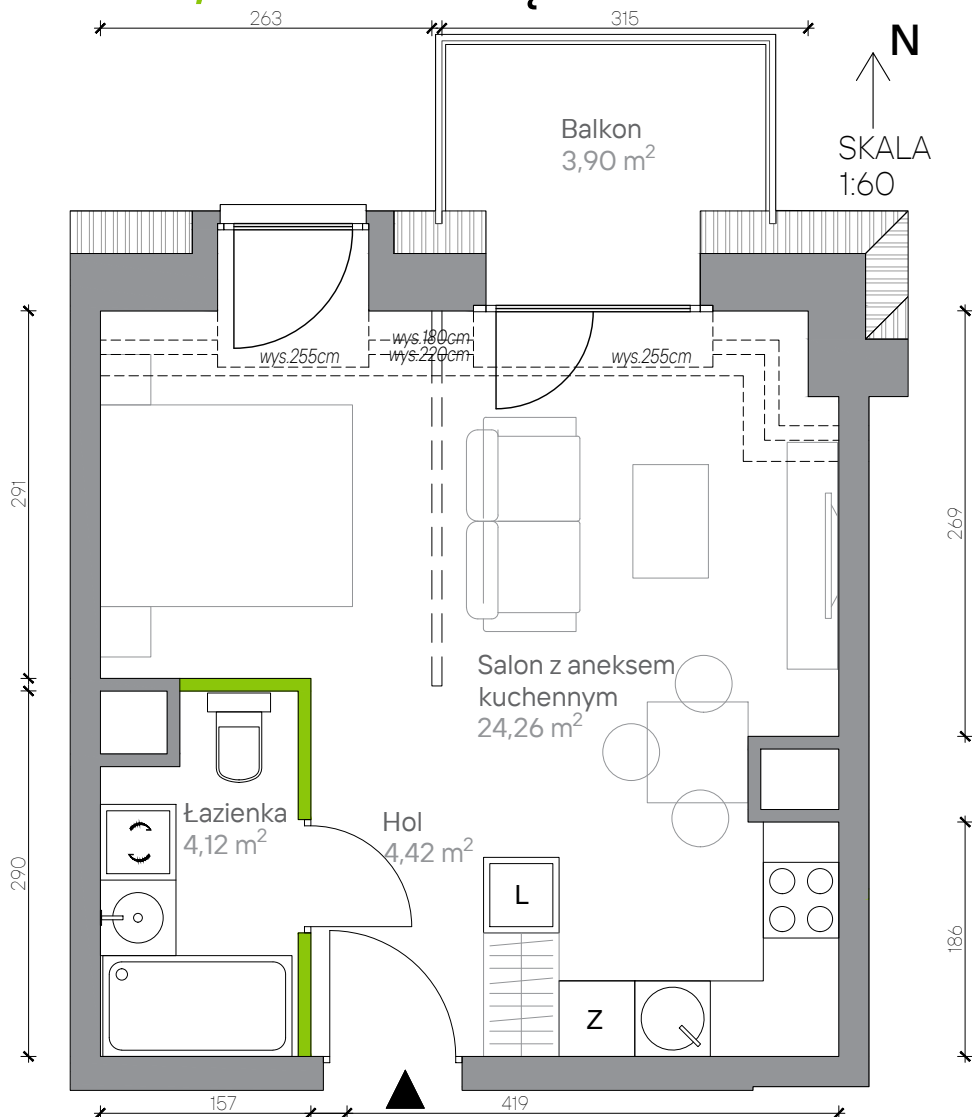 263
315
N
SKALA
1:60
Balkon
3,90 m²
wys.180cm
wys.220cm
wys.255cm
wys.255cm
291
269
Salon z aneksem
kuchennym
24,26 m²
Łazienka
4,12 m²
Hol
4,42 m²
290
186
L
Z
157
419